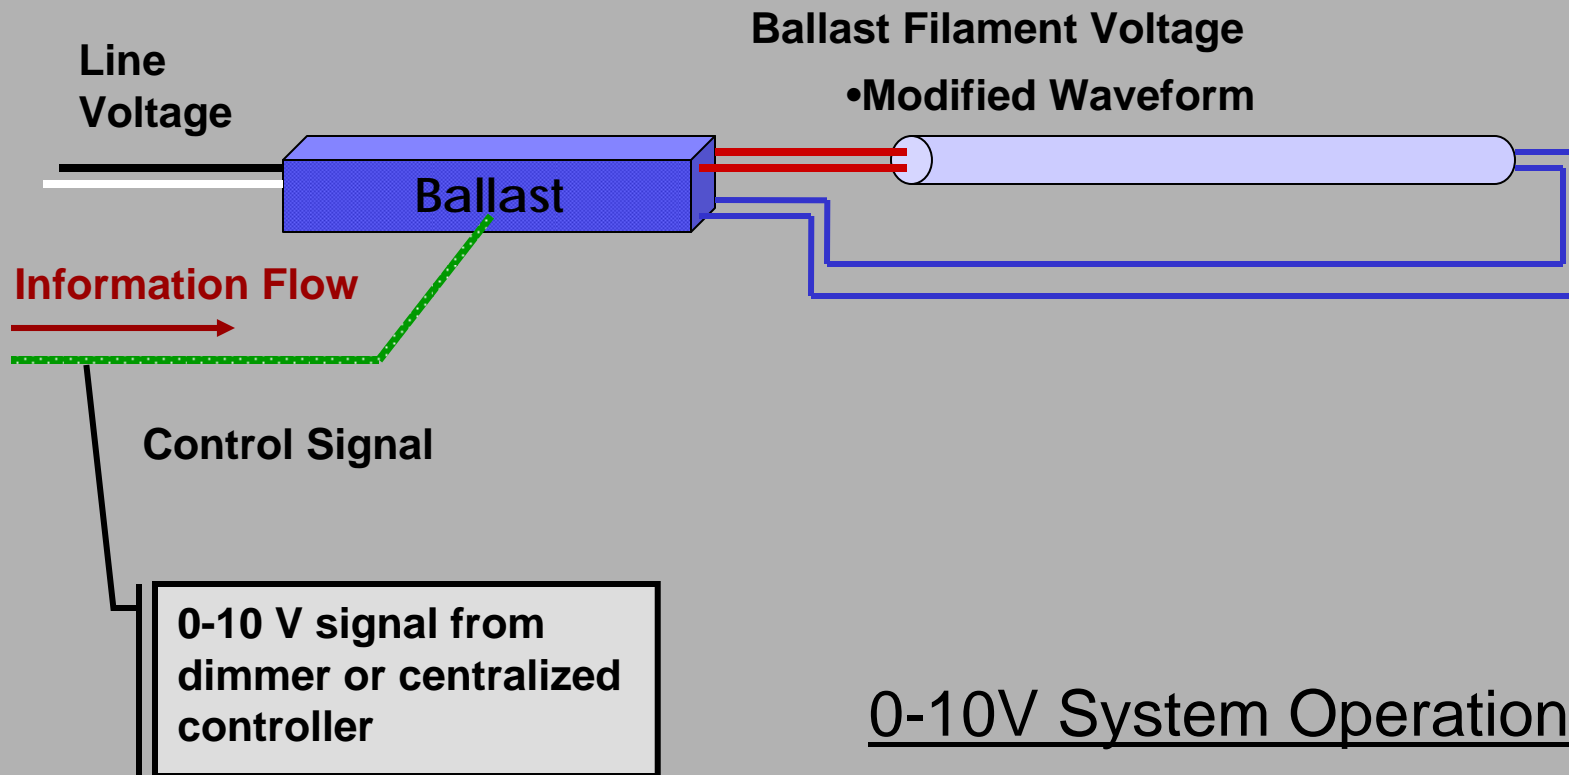 Ballast Filament Voltage
•Modified Waveform
Line
Voltage
Ballast
Information Flow
Control Signal
0-10 V signal from
dimmer or centralized
controller
0-10V System Operation